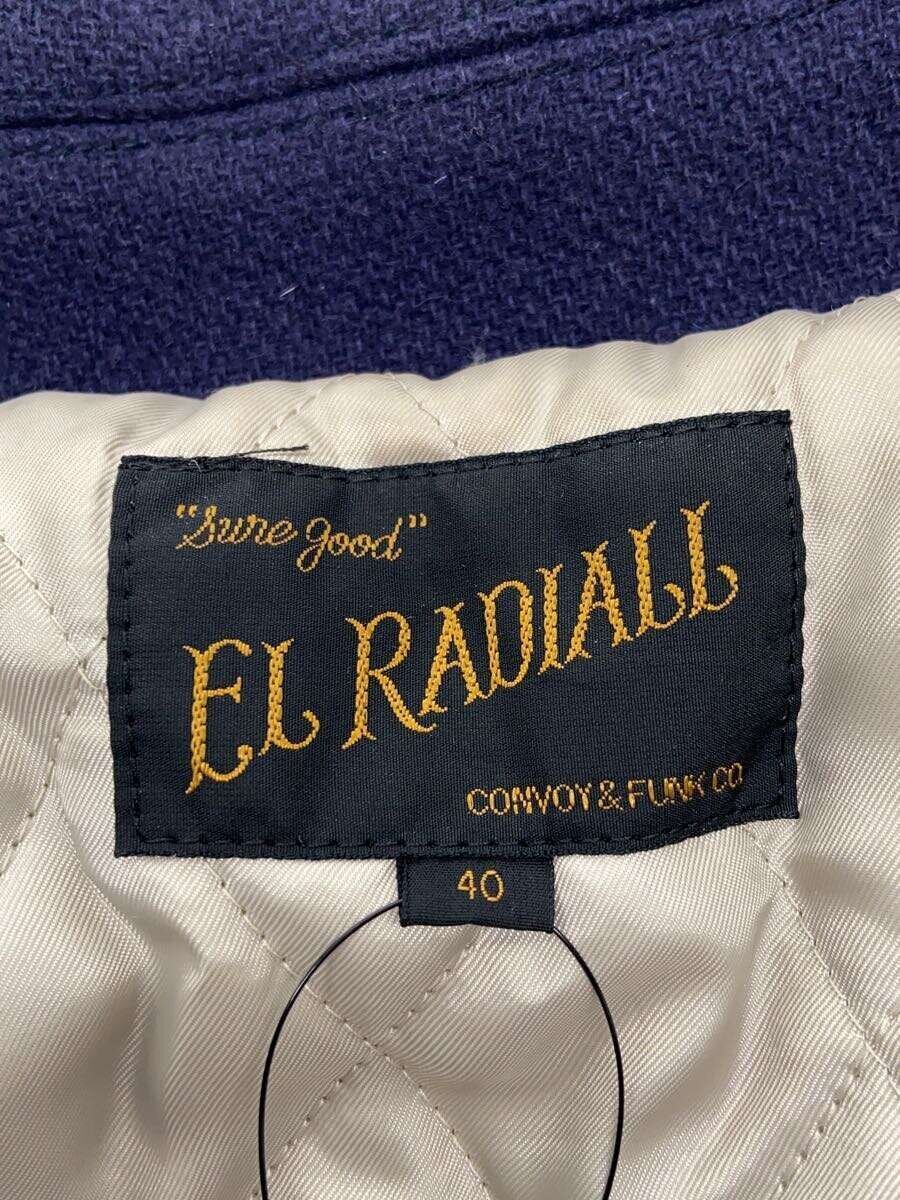 "Sure good"
EL RADIALL
CONVOY & FUNK CO
40